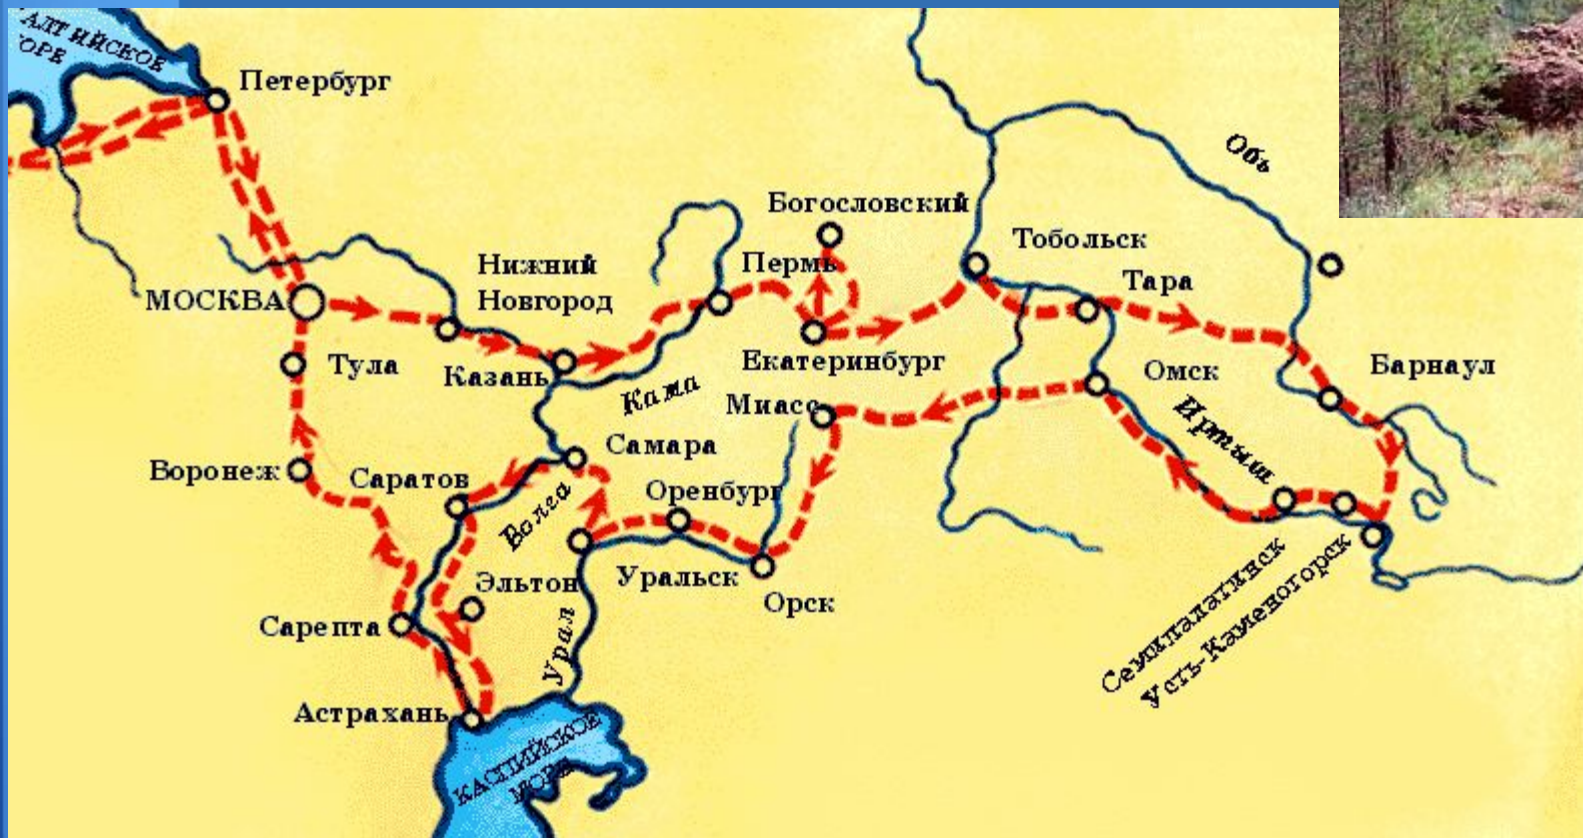 АЛТИЙСКОЕ
ОРЕ
Петербург
Обь
Богословский
Тобольск
Нижний
Новгород
Пермь
Тара
МОСКВА
Тула
Казань
Екатеринбург
Омск
Барнаул
Кама
Миасс
Иртыш
Самара
Воронеж
Саратов
Оренбург
Волга
Эльтон
Уральск
Орск
Семипалатинск
Усть-Каменогорск
Сарепта
Урал
Астрахань
КАСПИЙСКОЕ
МОРЕ